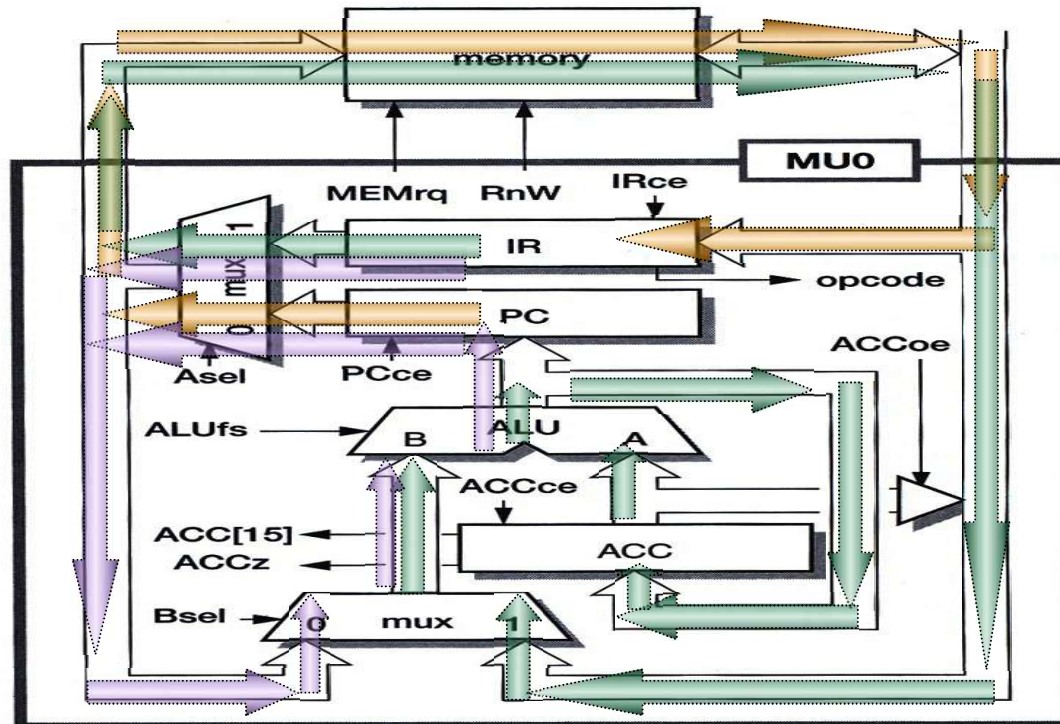 memory
MU0
MEMrq RnW IRce
mux 1
0
IR
opcode
PC
Asel PCce ACCoe
ALUfs
B ALU A
ACCce
ACC[15]
ACCz
ACC
Bsel
0 mux 1